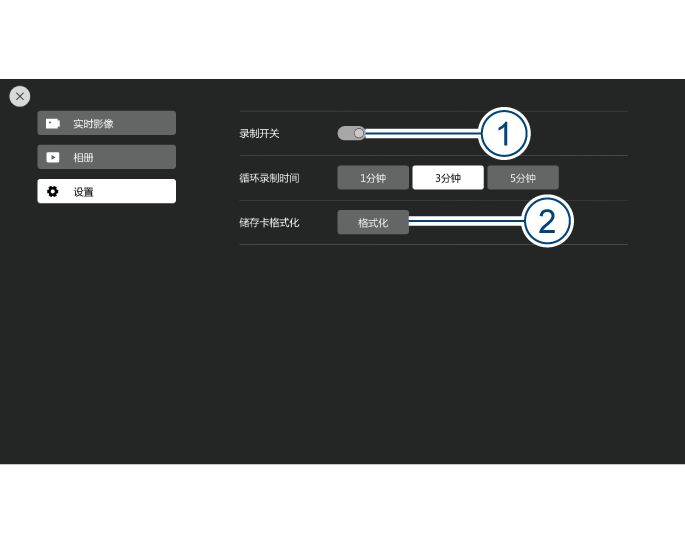 实时影像
相册
设置
录制开关
1
循环录制时间 1分钟 3分钟 5分钟
储存卡格式化 格式化
2